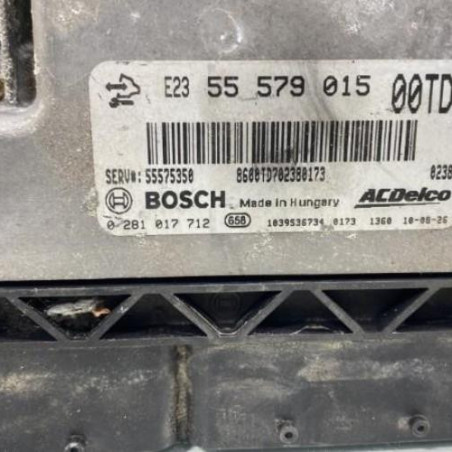 E23 55 579 015 00TD
SERV#: 55575350 8600TD702380173 0238
BOSCH Made in Hungary ACDelco
0 281 017 712 G58 1039S36734 0173 1360 10-08-26